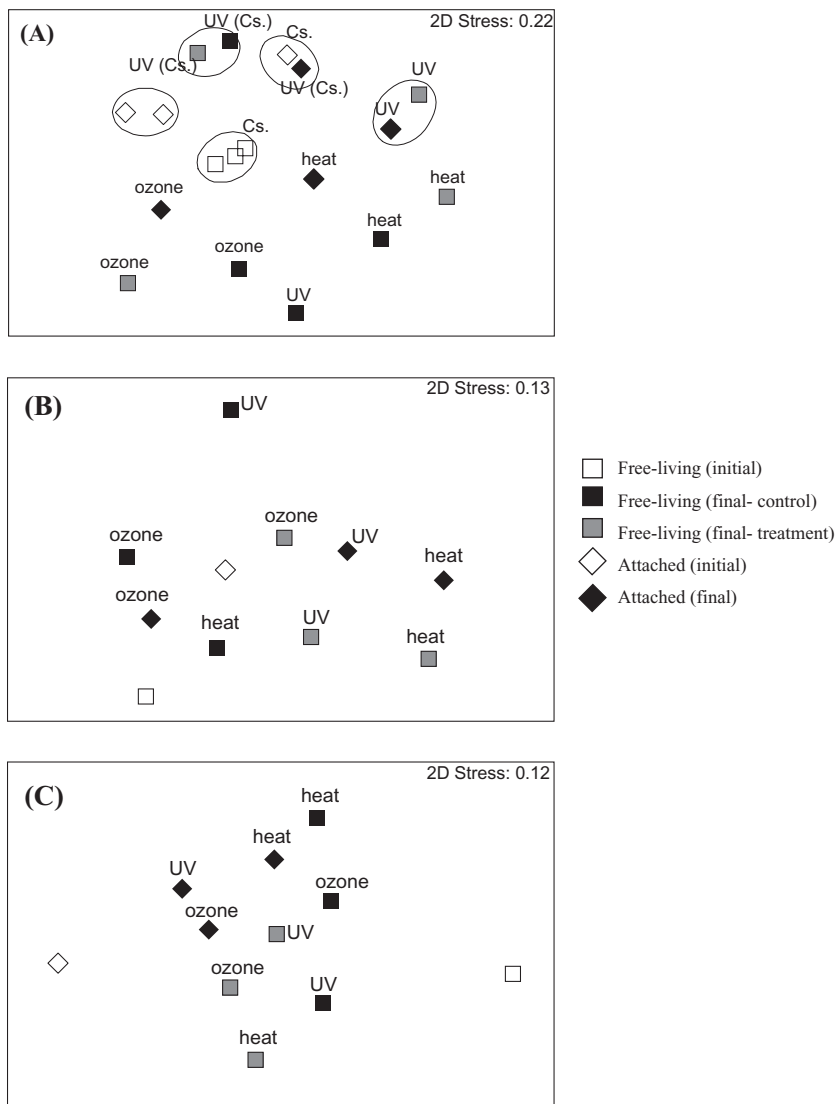 (A)
2D Stress: 0.22
UV (Cs.)
Cs.
UV (Cs.)
UV
UV (Cs.)
UV
Cs.
heat
ozone
heat
heat
ozone
ozone
UV
(B)
2D Stress: 0.13
UV
ozone
ozone
UV
heat
ozone
heat
UV
heat
Free-living (initial)
Free-living (final- control)
Free-living (final- treatment)
Attached (initial)
Attached (final)
(C)
2D Stress: 0.12
heat
heat
UV
ozone
ozone
UV
ozone
UV
heat